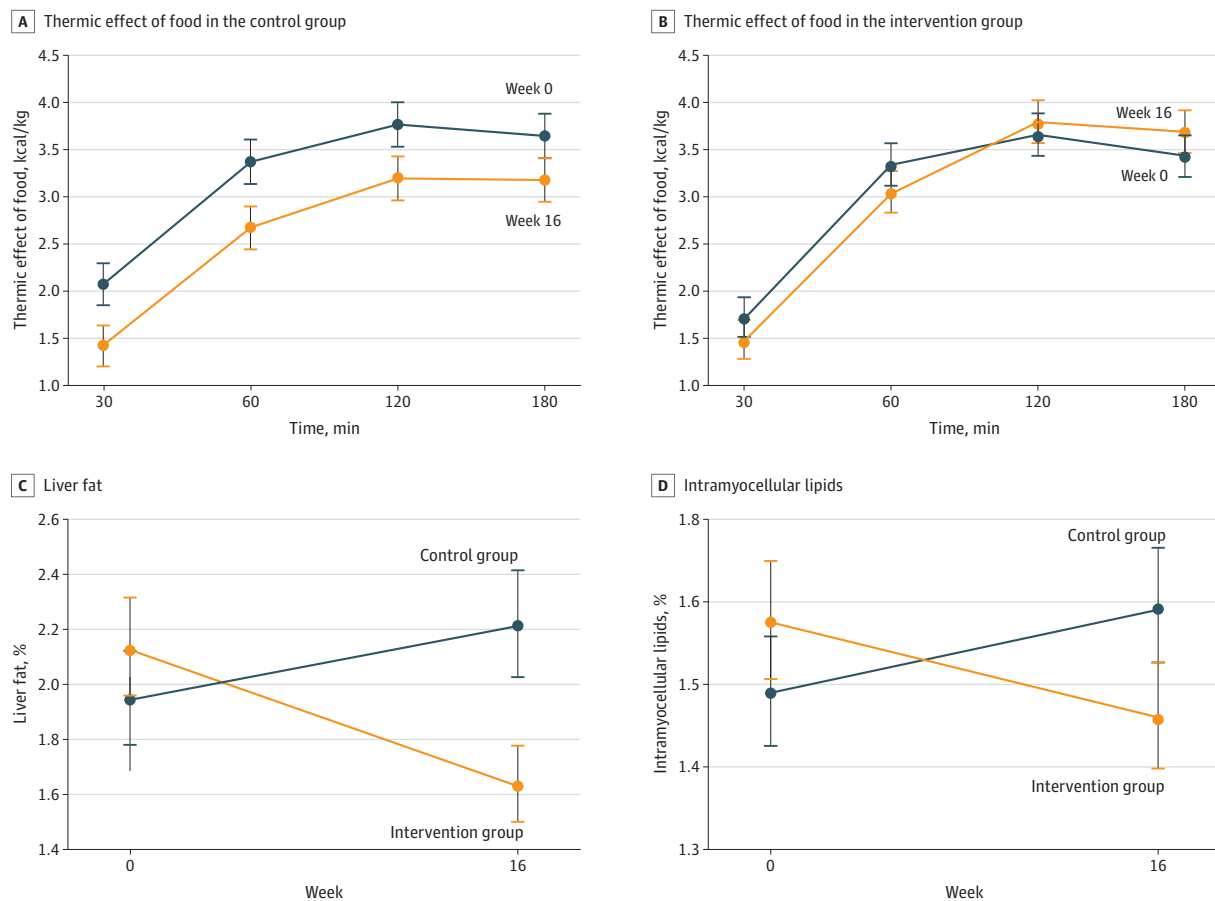 A Thermic effect of food in the control group
4.5
4.0
3.5
3.0
2.5
2.0
1.5
1.0
Thermic effect of food, kcal/kg
Week 0
Week 16
30 60 120 180
Time, min
B Thermic effect of food in the intervention group
4.5
4.0
3.5
3.0
2.5
2.0
1.5
1.0
Thermic effect of food, kcal/kg
Week 16
Week 0
30 60 120 180
Time, min
C Liver fat
2.6
2.4
2.2
2.0
1.8
1.6
1.4
Liver fat, %
Control group
Intervention group
0 16
Week
D Intramyocellular lipids
1.8
1.6
1.5
1.4
1.3
Intramyocellular lipids, %
Control group
Intervention group
0 16
Week